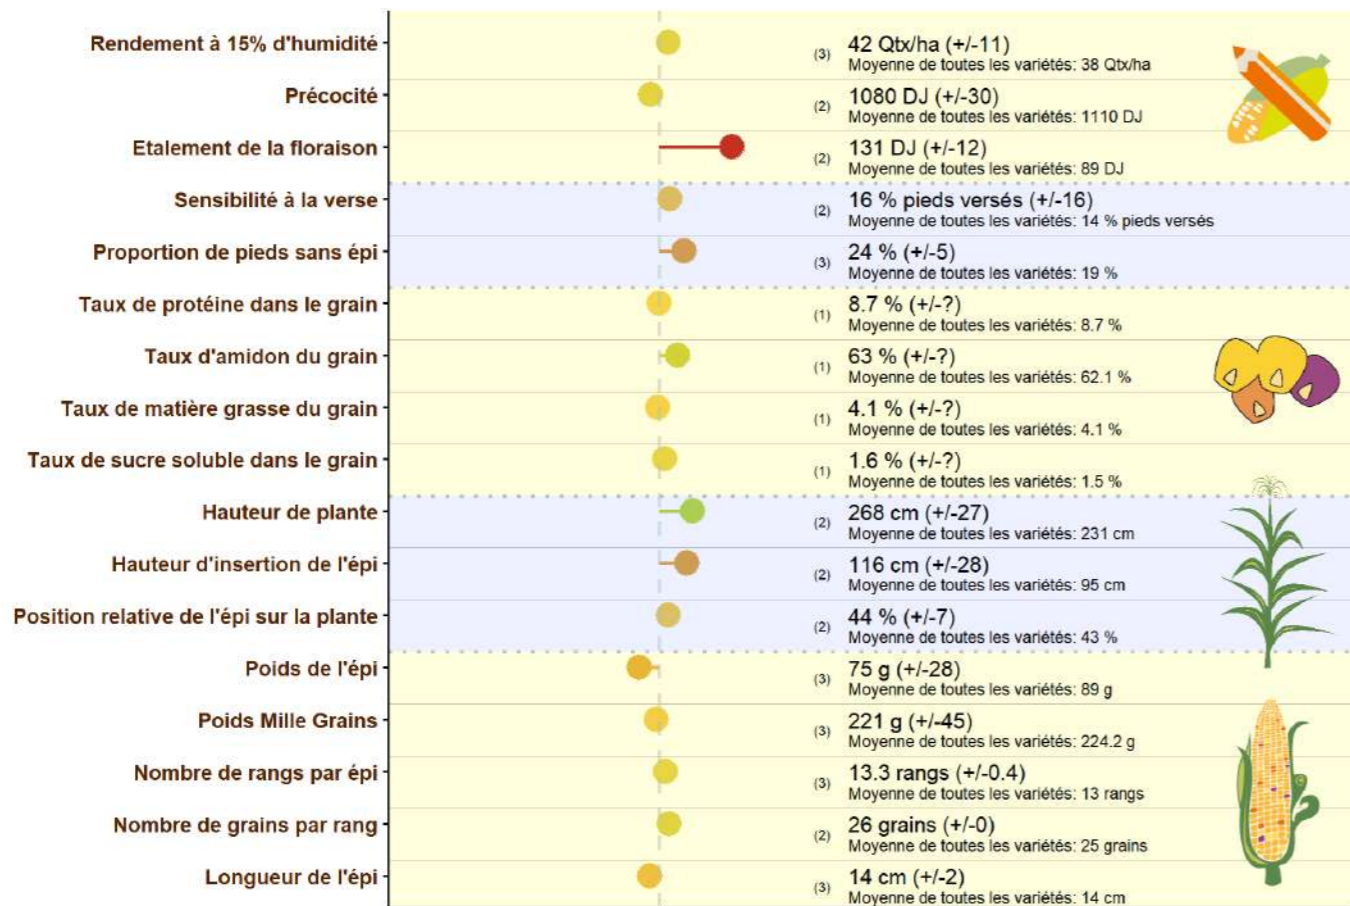 Rendement à 15% d'humidité
(3)
42 Qtx/ha (+/-11)
Moyenne de toutes les variétés: 38 Qtx/ha
Précocité
(2)
1080 DJ (+/-30)
Moyenne de toutes les variétés: 1110 DJ
Etalement de la floraison
(2)
131 DJ (+/-12)
Moyenne de toutes les variétés: 89 DJ
Sensibilité à la verse
(2)
16 % pieds versés (+/-16)
Moyenne de toutes les variétés: 14 % pieds versés
Proportion de pieds sans épi
(3)
24 % (+/-5)
Moyenne de toutes les variétés: 19 %
Taux de protéine dans le grain
(1)
8.7 % (+/-?)
Moyenne de toutes les variétés: 8.7 %
Taux d'amidon du grain
(1)
63 % (+/-?)
Moyenne de toutes les variétés: 62.1 %
Taux de matière grasse du grain
(1)
4.1 % (+/-?)
Moyenne de toutes les variétés: 4.1 %
Taux de sucre soluble dans le grain
(1)
1.6 % (+/-?)
Moyenne de toutes les variétés: 1.5 %
Hauteur de plante
(2)
268 cm (+/-27)
Moyenne de toutes les variétés: 231 cm
Hauteur d'insertion de l'épi
(2)
116 cm (+/-28)
Moyenne de toutes les variétés: 95 cm
Position relative de l'épi sur la plante
(2)
44 % (+/-7)
Moyenne de toutes les variétés: 43 %
Poids de l'épi
(3)
75 g (+/-28)
Moyenne de toutes les variétés: 89 g
Poids Mille Grains
(3)
221 g (+/-45)
Moyenne de toutes les variétés: 224.2 g
Nombre de rangs par épi
(3)
13.3 rangs (+/-0.4)
Moyenne de toutes les variétés: 13 rangs
Nombre de grains par rang
(2)
26 grains (+/-0)
Moyenne de toutes les variétés: 25 grains
Longueur de l'épi
(3)
14 cm (+/-2)
Moyenne de toutes les variétés: 14 cm